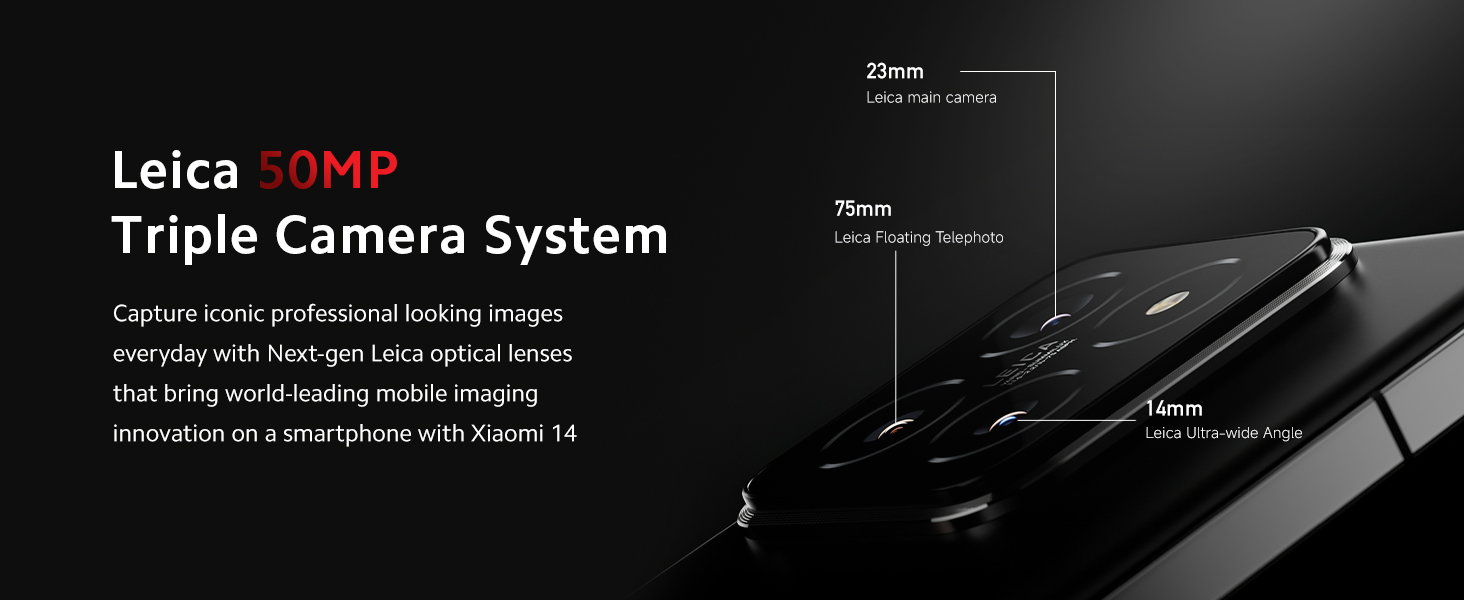 Leica 50MP
Triple Camera System
Capture iconic professional looking images
everyday with Next-gen Leica optical lenses
that bring world-leading mobile imaging
innovation on a smartphone with Xiaomi 14
23mm
Leica main camera
75mm
Leica Floating Telephoto
LEICA
14mm
Leica Ultra-wide Angle